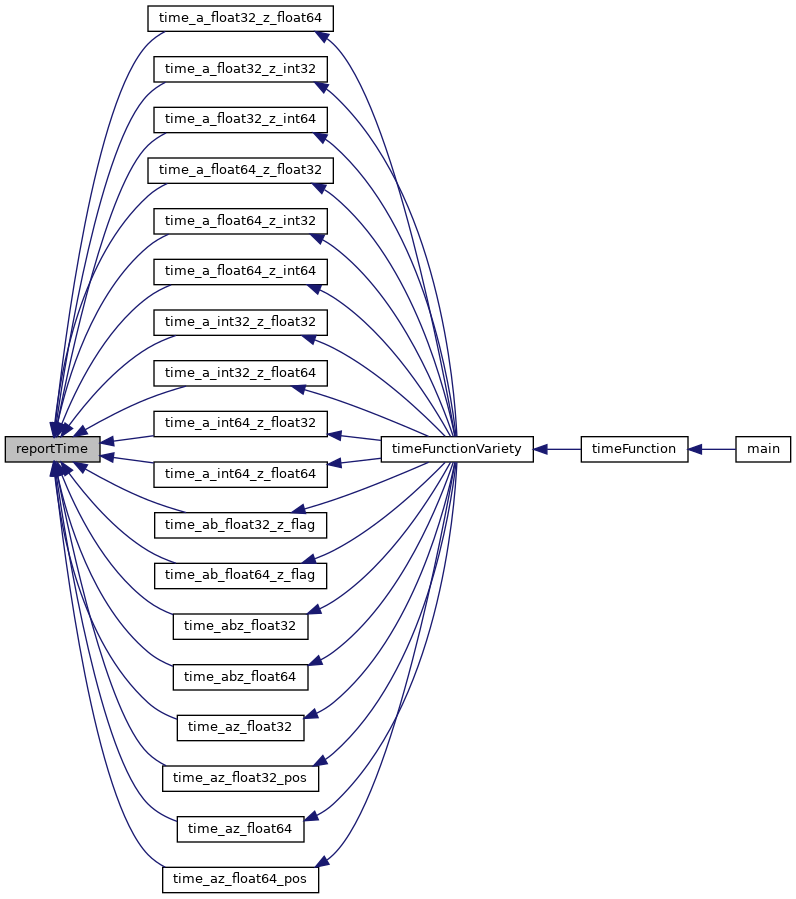 time_a_float32_z_float64
time_a_float32_z_int32
time_a_float32_z_int64
time_a_float64_z_float32
time_a_float64_z_int32
time_a_float64_z_int64
time_a_int32_z_float32
time_a_int32_z_float64
time_a_int64_z_float32
reportTime
timeFunctionVariety
timeFunction
main
time_a_int64_z_float64
time_ab_float32_z_flag
time_ab_float64_z_flag
time_abz_float32
time_abz_float64
time_az_float32
time_az_float32_pos
time_az_float64
time_az_float64_pos